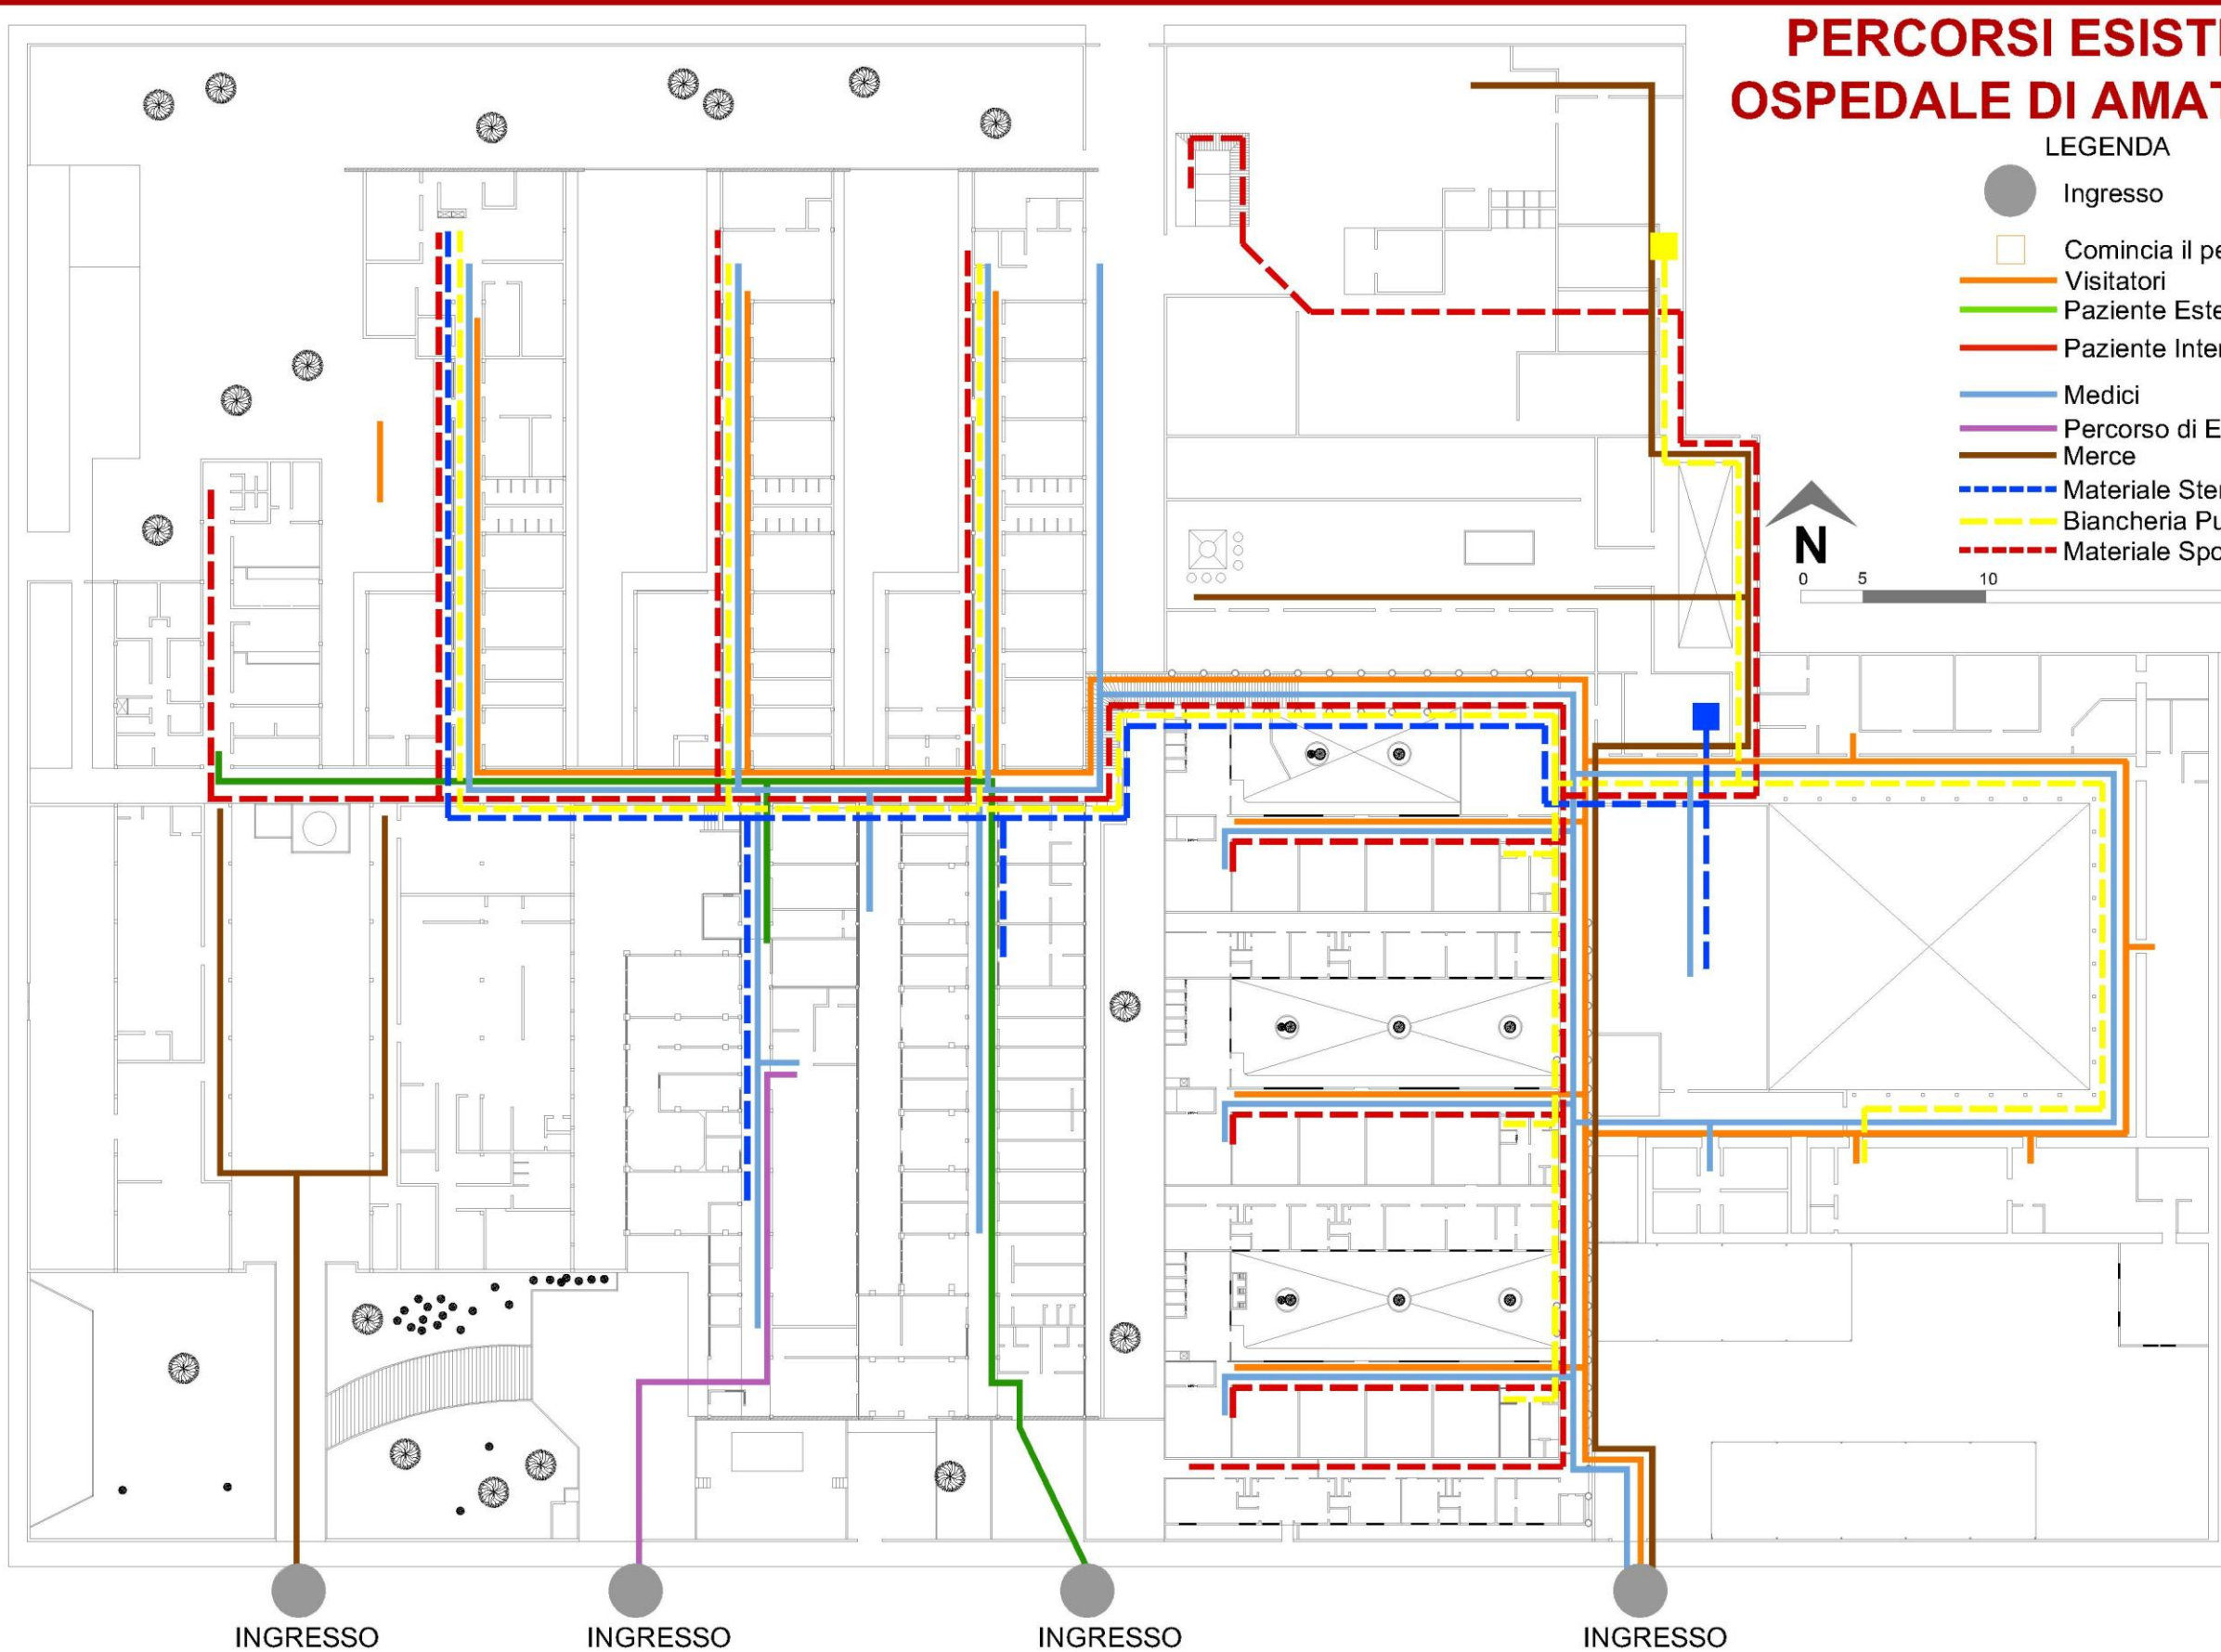 PERCORSI ESISTE
OSPEDALE DI AMAT
LEGENDA
Ingresso
Comincia il pe
Visitatori
Paziente Este
Paziente Inter
Medici
Percorso di E
Merce
Materiale Ster
Biancheria Pu
Materiale Spo
N
0 5 10
INGRESSO INGRESSO INGRESSO INGRESSO